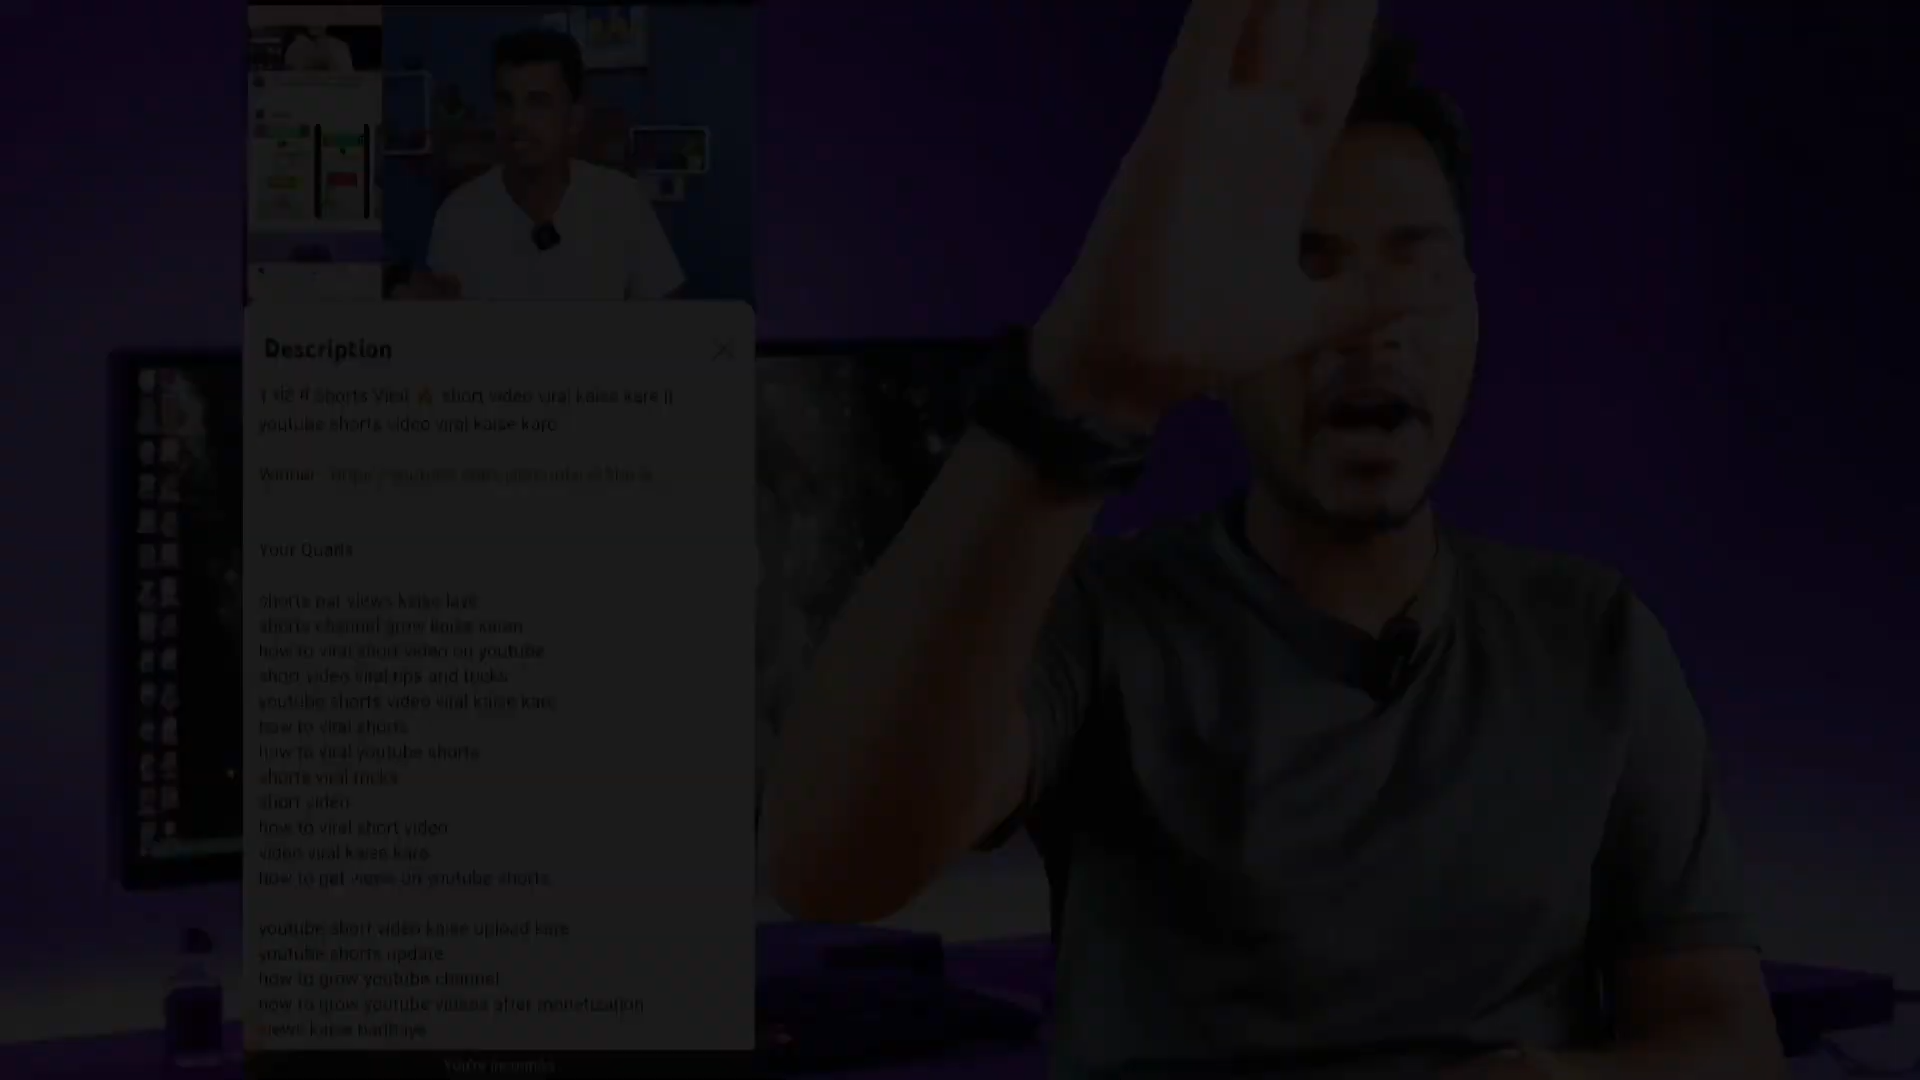 Description
Shorts Viral 🔥 short video viral kaise kare ||
youtube shorts video viral kaise kare
Your Quaris
shorts par views kaise laye
shorts channel grow kaise karen
how to viral short video on youtube
short video viral tips and tricks
youtube shorts video viral kaise kare
how to viral shorts
how to viral youtube shorts
shorts viral tricks
short video
how to viral short video
video viral kaise kare
how to get views on youtube shorts
youtube short video kaise upload kare
youtube shorts update
how to grow youtube channel
how to grow youtube videos after monetization
views kaise badhaye
You're incognito